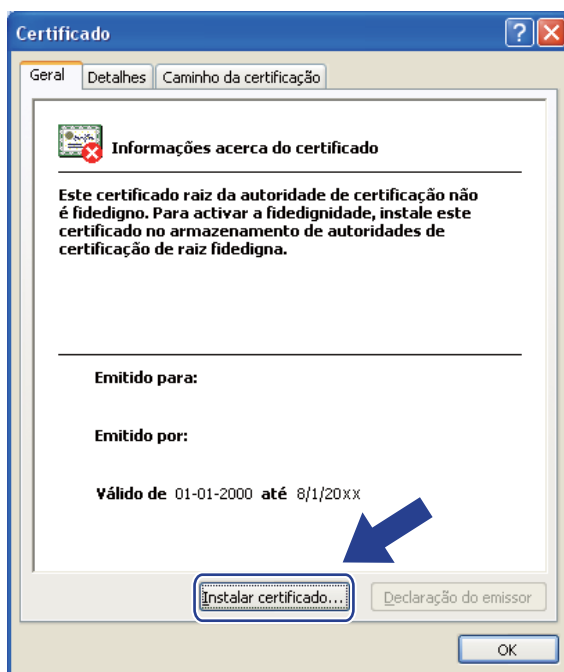 Certificado
Geral Detalhes Caminho da certificação
Informações acerca do certificado
Este certificado raiz da autoridade de certificação não
é fidedigno. Para activar a fidedignidade, instale este
certificado no armazenamento de autoridades de
certificação de raiz fidedigna.
Emitido para:
Emitido por:
Válido de 01-01-2000 até 8/1/20xx
Instalar certificado...
Declaração do emissor
OK